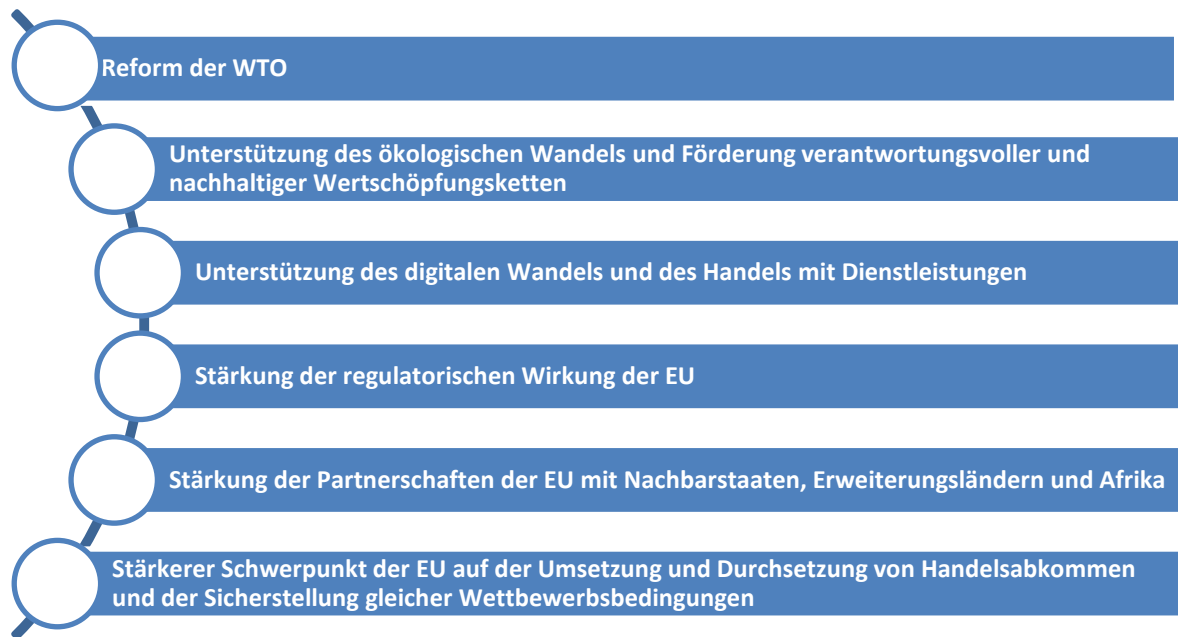 Reform der WTO
Unterstützung des ökologischen Wandels und Förderung verantwortungsvoller und
nachhaltiger Wertschöpfungsketten
Unterstützung des digitalen Wandels und des Handels mit Dienstleistungen
Stärkung der regulatorischen Wirkung der EU
Stärkung der Partnerschaften der EU mit Nachbarstaaten, Erweiterungsländern und Afrika
Stärkerer Schwerpunkt der EU auf der Umsetzung und Durchsetzung von Handelsabkommen
und der Sicherstellung gleicher Wettbewerbsbedingungen